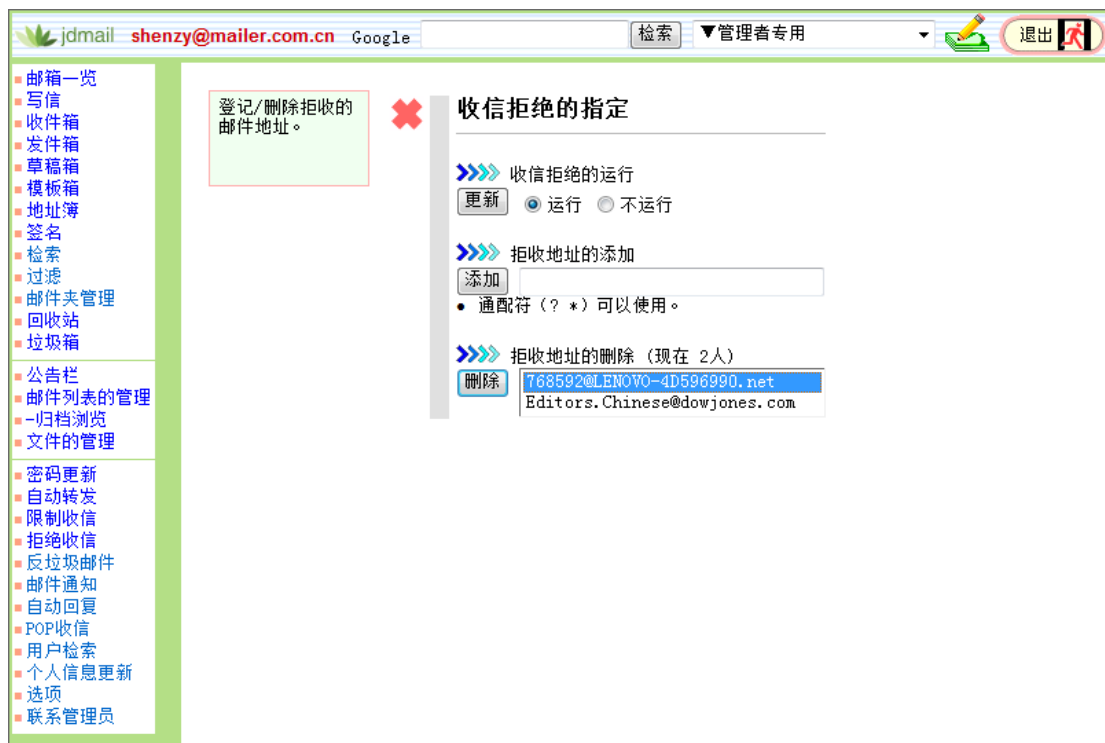 jdmail shenzy@mailer.com.cn Google 检索 ▼管理者专用 退出
邮箱一览
写信
收件箱
发件箱
草稿箱
模板箱
地址簿
签名
检索
过滤
邮件夹管理
回收站
垃圾箱
公告栏
邮件列表的管理
-归档浏览
文件的管理
密码更新
自动转发
限制收信
拒绝收信
反垃圾邮件
邮件通知
自动回复
POP收信
用户检索
个人信息更新
选项
联系管理员
登记/删除拒收的
邮件地址。
收信拒绝的指定
收信拒绝的运行
更新 运行 不运行
拒收地址的添加
添加
• 通配符（? *）可以使用。
拒收地址的删除 (现在 2人)
删除 768592@LENOVO-4D596990.net
Editors.Chinese@dowjones.com